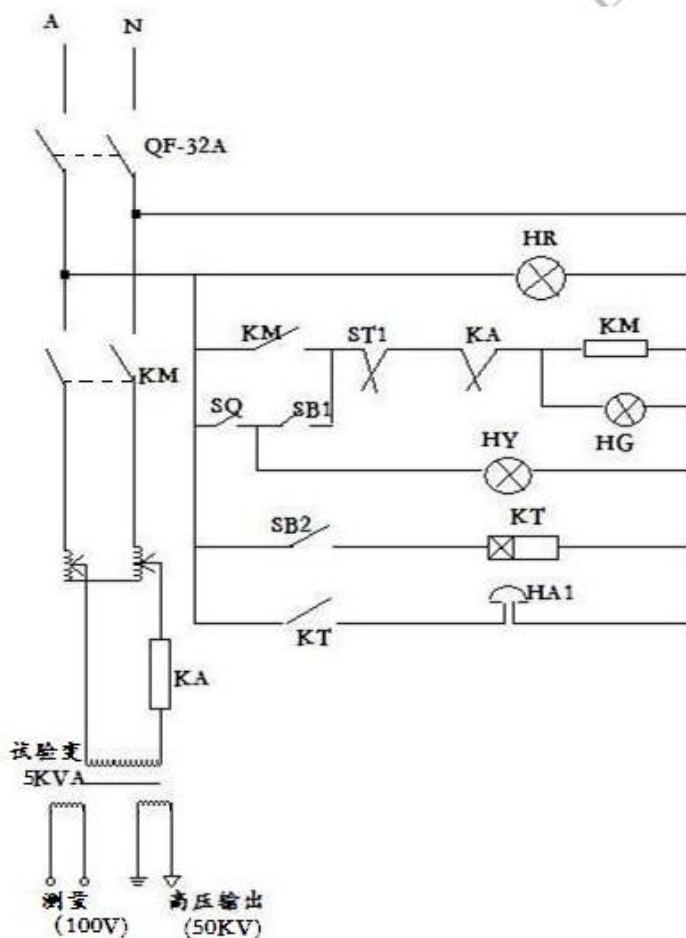 A
N
QF-32A
HR
KM
ST1
KA
KM
KM
SQ
SB1
HG
HY
SB2
KT
HA1
KT
KA
试验变
5KVA
测量
高压输出
(100V)
(50KV)